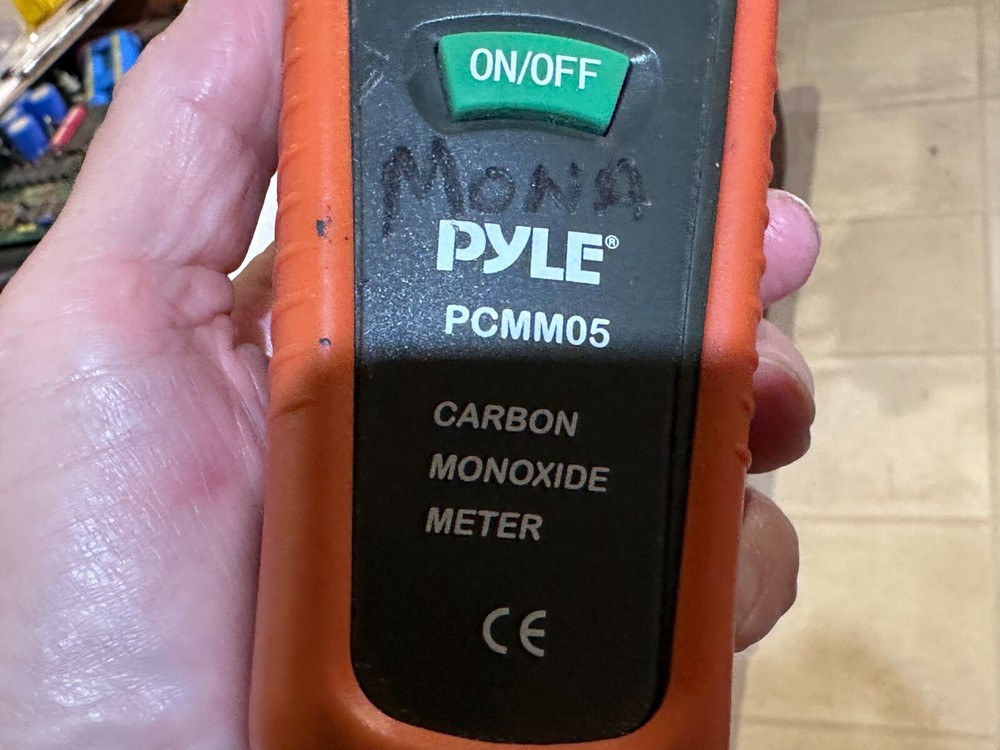 ON/OFF
MONA
PYLE®
PCMM05
CARBON
MONOXIDE
METER
CE